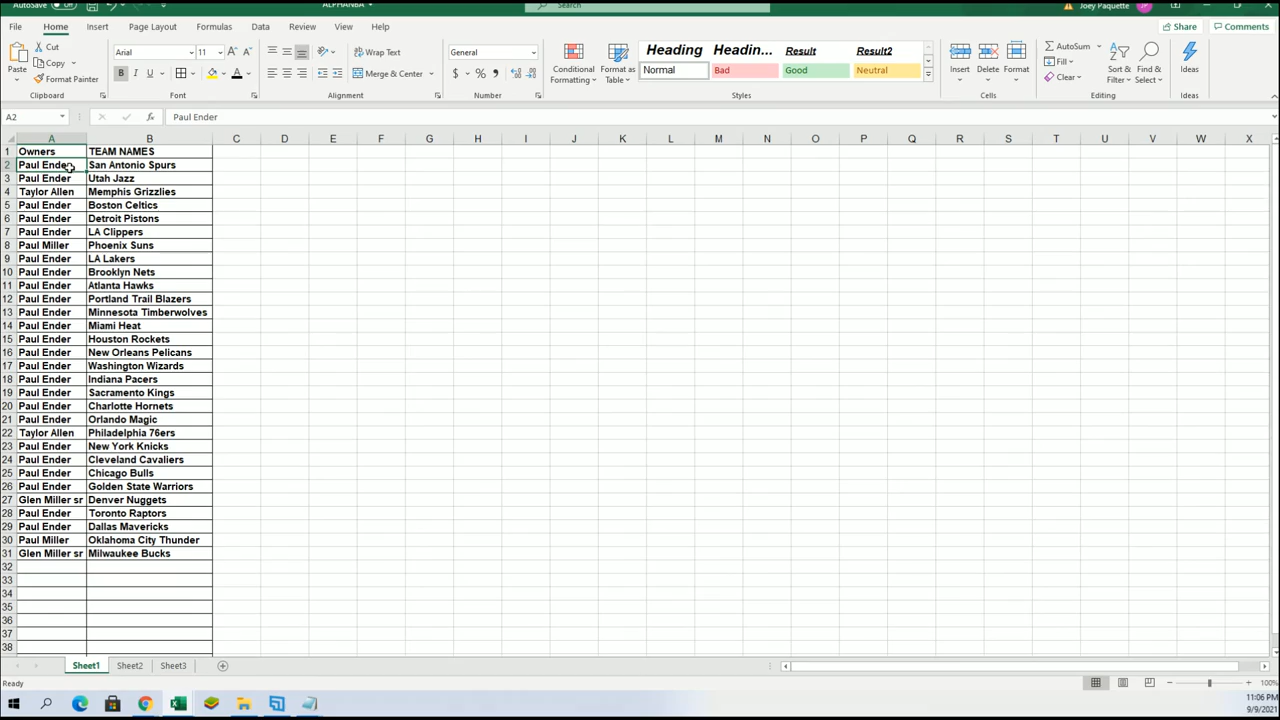 AutoSave Off ALPHANBA Search Joey Paquette JP
File Home Insert Page Layout Formulas Data Review View Help Share Comments
Paste Cut Copy Format Painter Clipboard
Arial 11 A A B I U A Font
ab Wrap Text Merge & Center Alignment
General $ % 9 Number
Conditional Formatting Format as Table
Heading Headin... Result Result2
Normal Bad Good Neutral
Styles
Insert Delete Format Cells
AutoSum Fill Clear Sort & Filter Find & Select Editing
Ideas Ideas
A2 fx Paul Ender
A B C D E F G H I J K L M N O P Q R S T U V W X
1 Owners TEAM NAMES
2 Paul Ender San Antonio Spurs
3 Paul Ender Utah Jazz
4 Taylor Allen Memphis Grizzlies
5 Paul Ender Boston Celtics
6 Paul Ender Detroit Pistons
7 Paul Ender LA Clippers
8 Paul Miller Phoenix Suns
9 Paul Ender LA Lakers
10 Paul Ender Brooklyn Nets
11 Paul Ender Atlanta Hawks
12 Paul Ender Portland Trail Blazers
13 Paul Ender Minnesota Timberwolves
14 Paul Ender Miami Heat
15 Paul Ender Houston Rockets
16 Paul Ender New Orleans Pelicans
17 Paul Ender Washington Wizards
18 Paul Ender Indiana Pacers
19 Paul Ender Sacramento Kings
20 Paul Ender Charlotte Hornets
21 Paul Ender Orlando Magic
22 Taylor Allen Philadelphia 76ers
23 Paul Ender New York Knicks
24 Paul Ender Cleveland Cavaliers
25 Paul Ender Chicago Bulls
26 Paul Ender Golden State Warriors
27 Glen Miller sr Denver Nuggets
28 Paul Ender Toronto Raptors
29 Paul Ender Dallas Mavericks
30 Paul Miller Oklahoma City Thunder
31 Glen Miller sr Milwaukee Bucks
32
33
34
35
36
37
38
Sheet1 Sheet2 Sheet3
Ready 100%
11:06 PM
9/9/2021